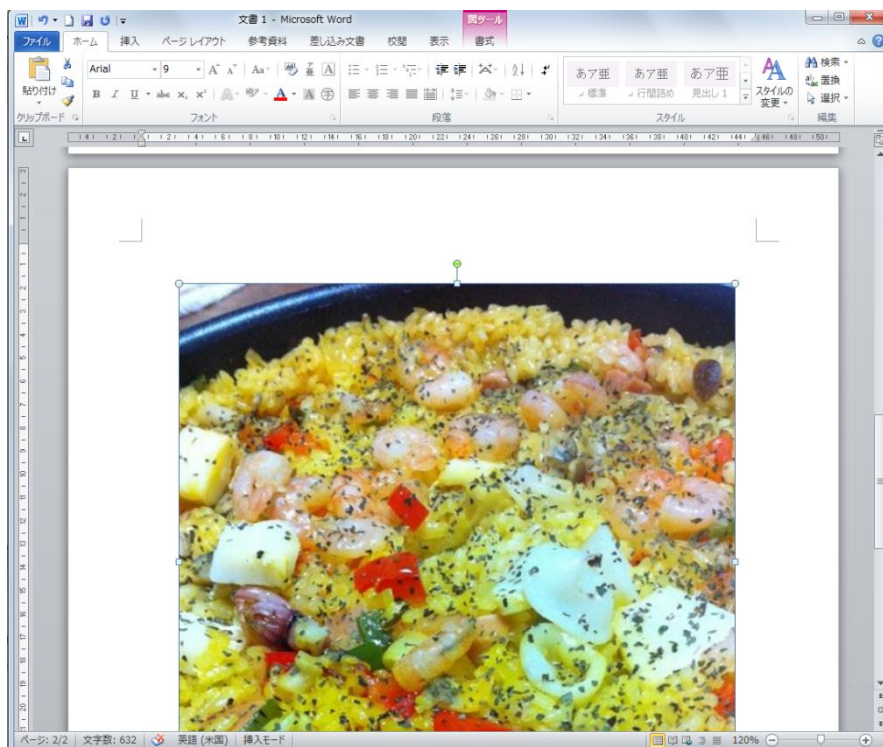 文書 1 - Microsoft Word
図ツール
ファイル ホーム 挿入 ページ レイアウト 参考資料 差し込み文書 校閲 表示 書式
Arial 9
あア亜 あア亜 あア亜
標準 行間詰め 見出し 1
貼り付け
スタイルの
変更
検索
置換
選択
クリップボード フォント 段落 スタイル 編集
ページ: 2/2 文字数: 632 英語 (米国) 挿入モード 120%